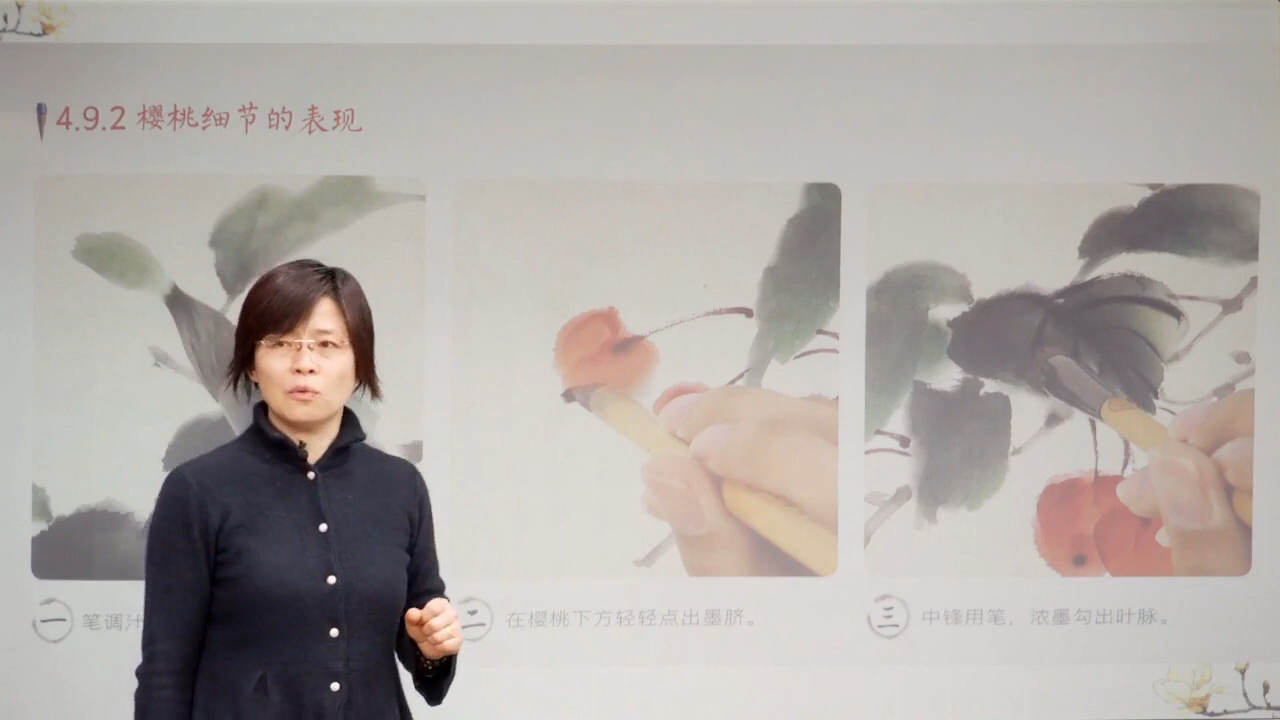 4.9.2 樱桃细节的表现
一 笔调汁
二 在樱桃下方轻轻点出墨脐。
三 中锋用笔，浓墨勾出叶脉。